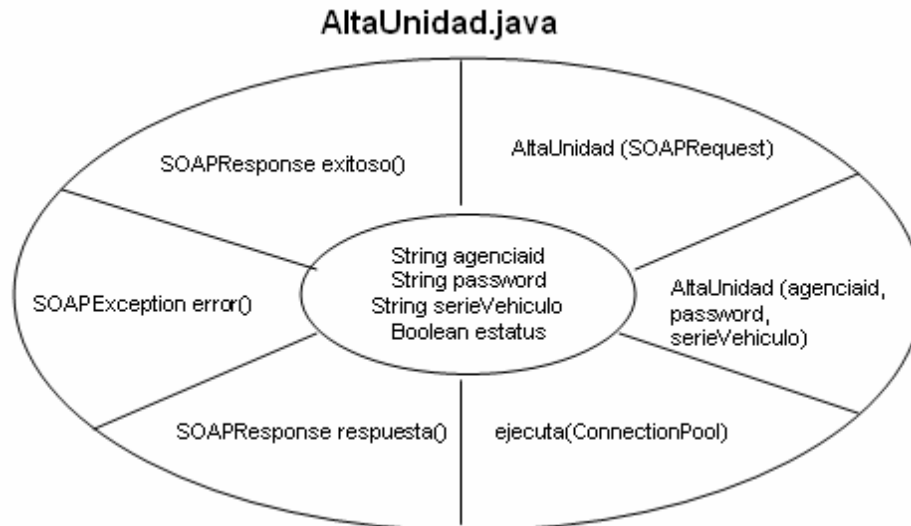 AltaUnidad.java
SOAPResponse exitoso()
AltaUnidad (SOAPRequest)
String agenciaid
String password
String serieVehiculo
Boolean estatus
SOAPException error()
AltaUnidad (agenciaid,
password,
serieVehiculo)
SOAPResponse respuesta()
ejecuta(ConnectionPool)